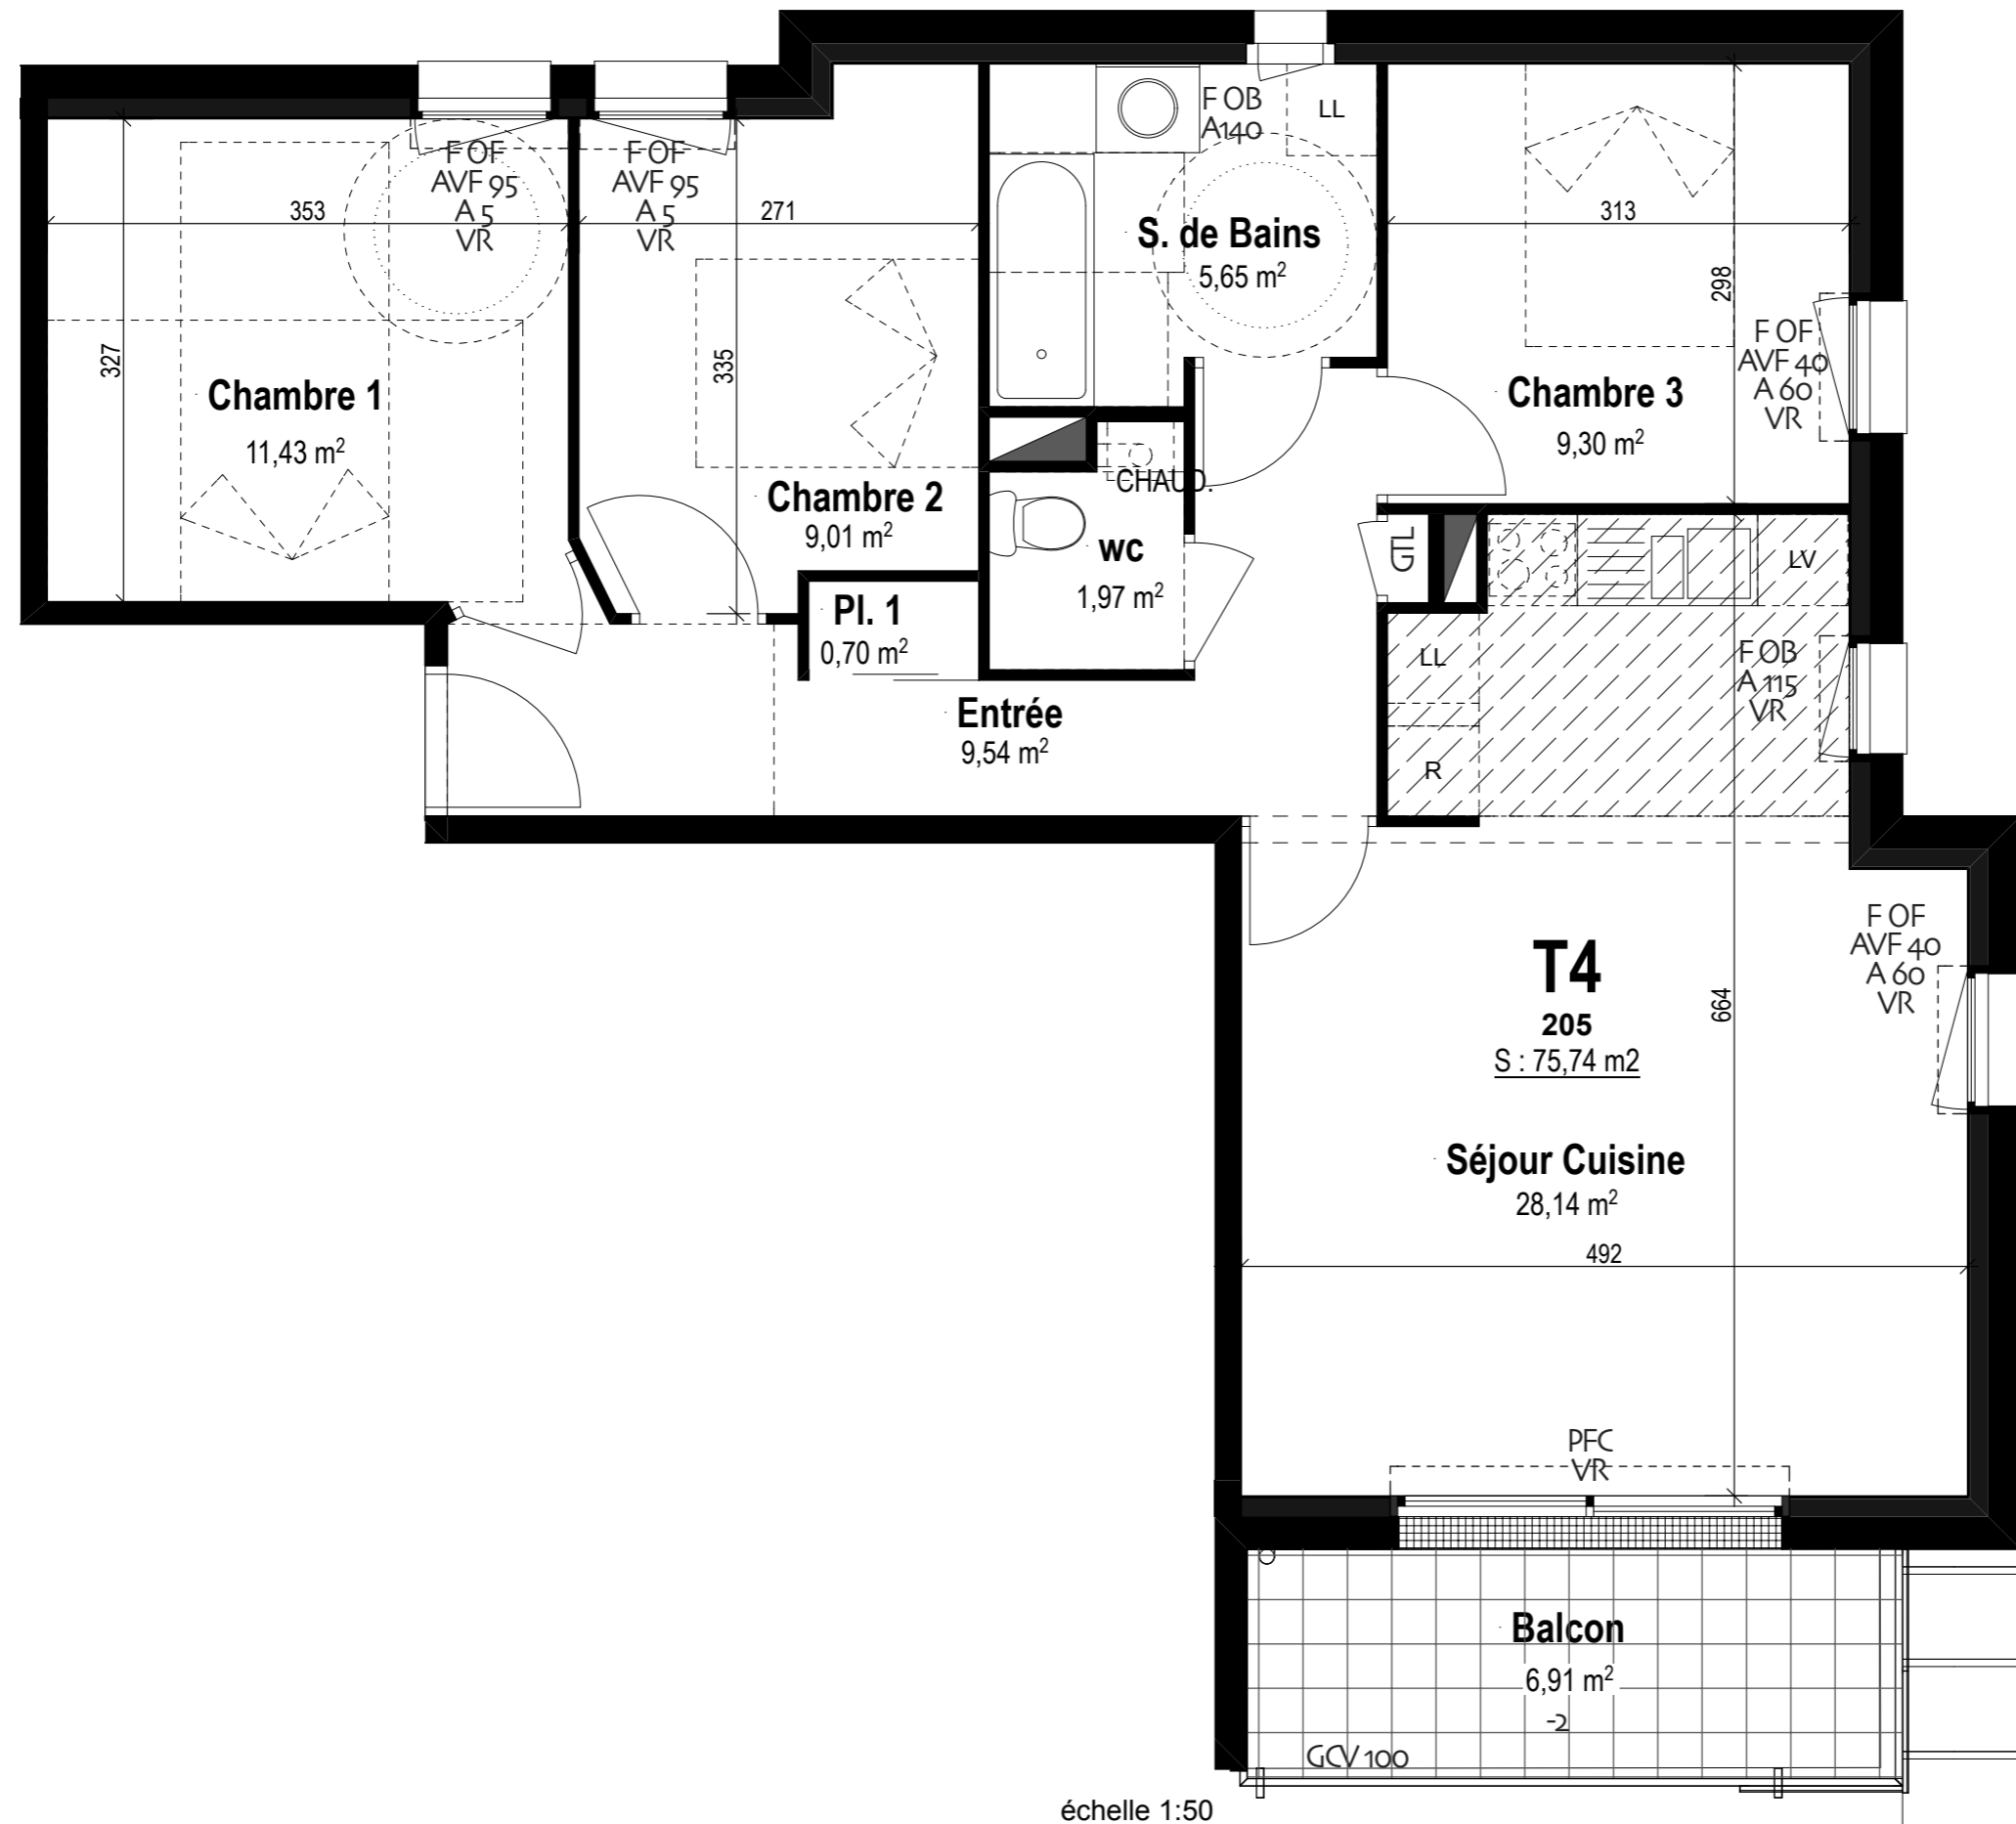 F OF
AVF 95
A 5
VR
F OF
AVF 95
A 5
VR
F OB
A140
LL
353
271
313
S. de Bains
5,65 m²
298
327
335
F OF
AVF 40
A 60
VR
Chambre 1
11,43 m²
Chambre 3
9,30 m²
Chambre 2
9,01 m²
CHAUD.
wc
1,97 m²
GTL
LV
Pl. 1
0,70 m²
LL
F OB
A 115
VR
Entrée
9,54 m²
R
F OF
AVF 40
A 60
VR
T4
205
S : 75,74 m2
664
Séjour Cuisine
28,14 m²
492
PFC
VR
Balcon
6,91 m²
-2
GCV 100
échelle 1:50